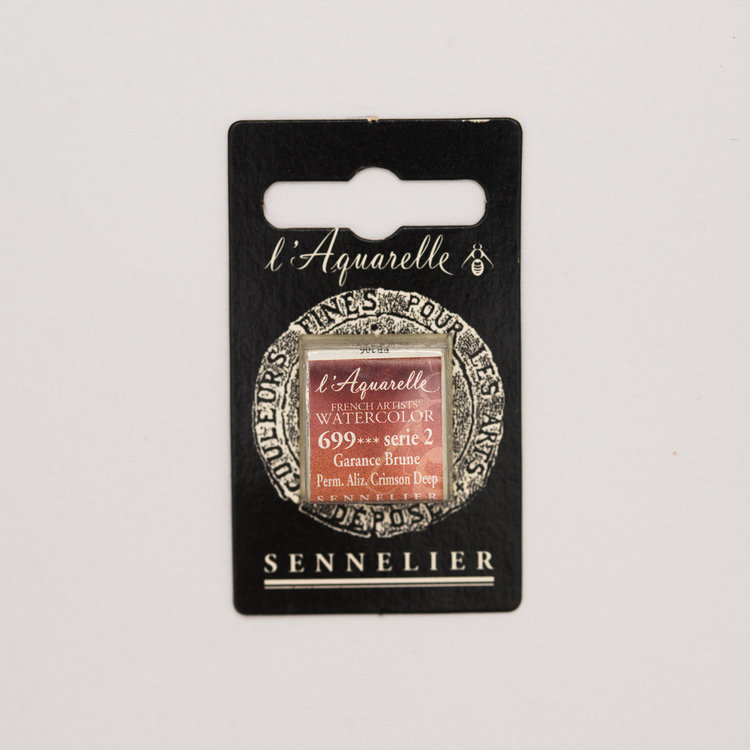 l'Aquarelle
COULEURS FINES POUR LES ARTS
l'Aquarelle
FRENCH ARTISTS'
WATERCOLOR
699*** serie 2
Garance Brune
Perm. Aliz. Crimson Deep
SENNELIER
DÉPOSÉ
SENNELIER